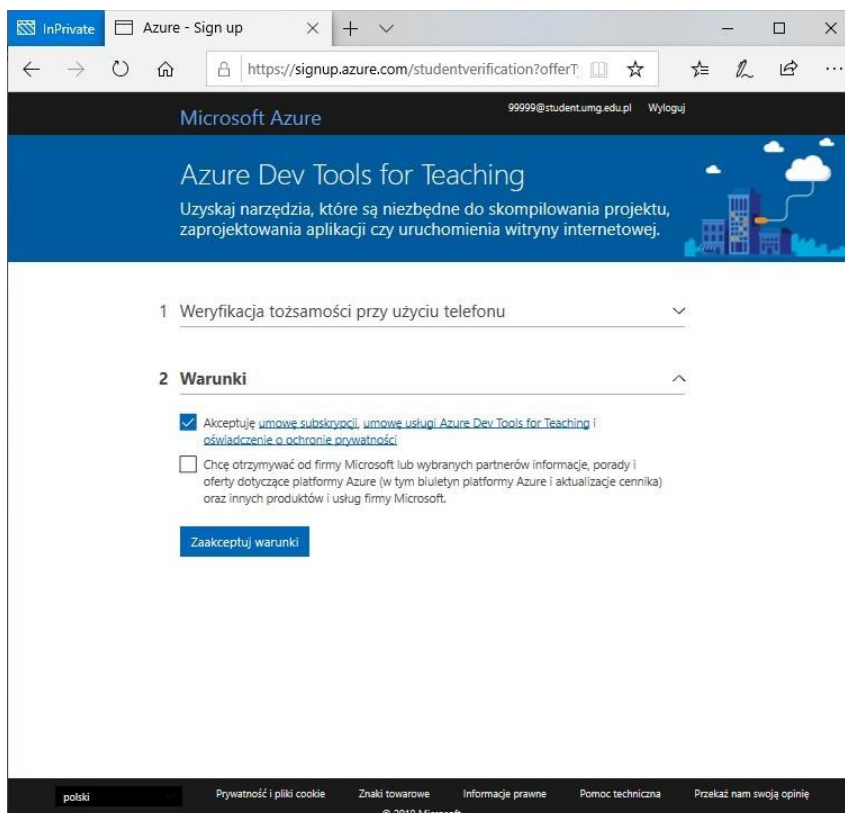 InPrivate Azure - Sign up
https://signup.azure.com/studentverification?offerT
Microsoft Azure 99999@student.umg.edu.pl Wyloguj
Azure Dev Tools for Teaching
Uzyskaj narzędzia, które są niezbędne do skompilowania projektu,
zaprojektowania aplikacji czy uruchomienia witryny internetowej.
1 Weryfikacja tożsamości przy użyciu telefonu
2 Warunki
Akceptuję umowę subskrypcji, umowę usługi Azure Dev Tools for Teaching i
oświadczenie o ochronie prywatności
Chcę otrzymywać od firmy Microsoft lub wybranych partnerów informacje, porady i
oferty dotyczące platformy Azure (w tym biuletyn platformy Azure i aktualizacje cennika)
oraz innych produktów i usług firmy Microsoft.
Zaakceptuj warunki
polski Prywatność i pliki cookie Znaki towarowe Informacje prawne Pomoc techniczna Przekaż nam swoją opinię
© 2019 Microsoft